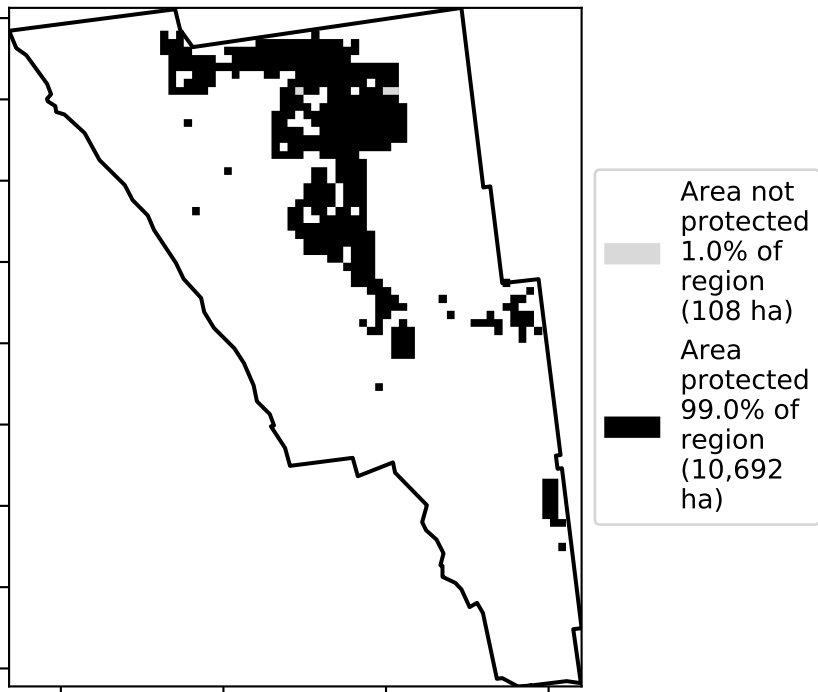 Area not
protected
1.0% of
region
(108 ha)
Area
protected
99.0% of
region
(10,692
ha)